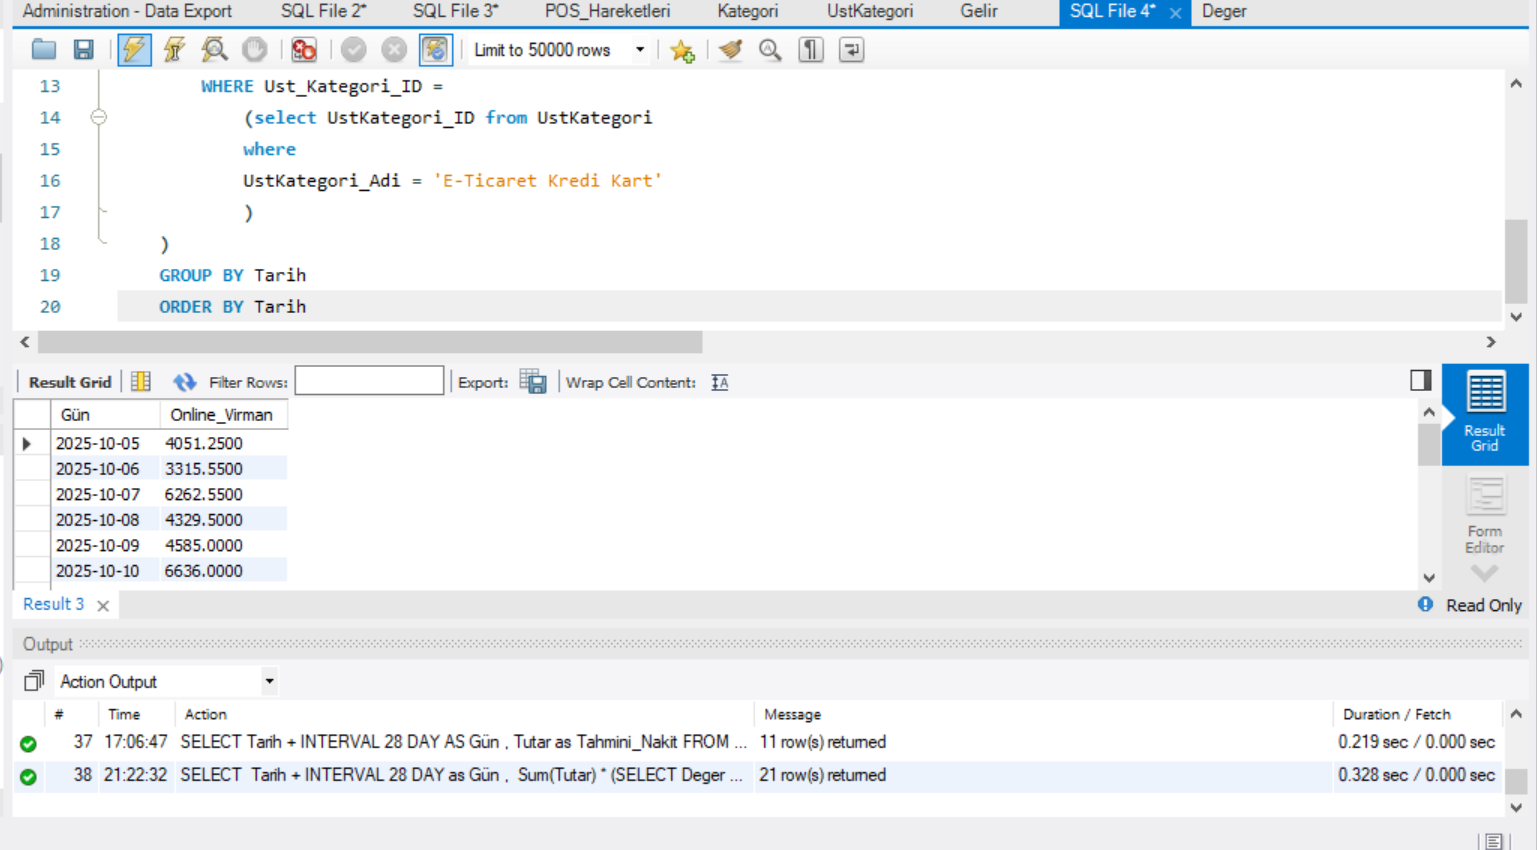 Administration - Data Export SQL File 2* SQL File 3* POS_Hareketleri Kategori UstKategori Gelir SQL File 4* Deger
Limit to 50000 rows
13 WHERE Ust_Kategori_ID =
14 (select UstKategori_ID from UstKategori
15 where
16 UstKategori_Adi = 'E-Ticaret Kredi Kart'
17 )
18 )
19 GROUP BY Tarih
20 ORDER BY Tarih
Result Grid Filter Rows: Export: Wrap Cell Content: IA
Gün Online_Virman
2025-10-05 4051.2500
2025-10-06 3315.5500
2025-10-07 6262.5500
2025-10-08 4329.5000
2025-10-09 4585.0000
2025-10-10 6636.0000
Result
Grid
Form
Editor
Result 3 Read Only
Output
Action Output
# Time Action Message Duration / Fetch
37 17:06:47 SELECT Tarih + INTERVAL 28 DAY AS Gün , Tutar as Tahmini_Nakit FROM ... 11 row(s) returned 0.219 sec / 0.000 sec
38 21:22:32 SELECT Tarih + INTERVAL 28 DAY as Gün , Sum(Tutar) * (SELECT Deger ... 21 row(s) returned 0.328 sec / 0.000 sec